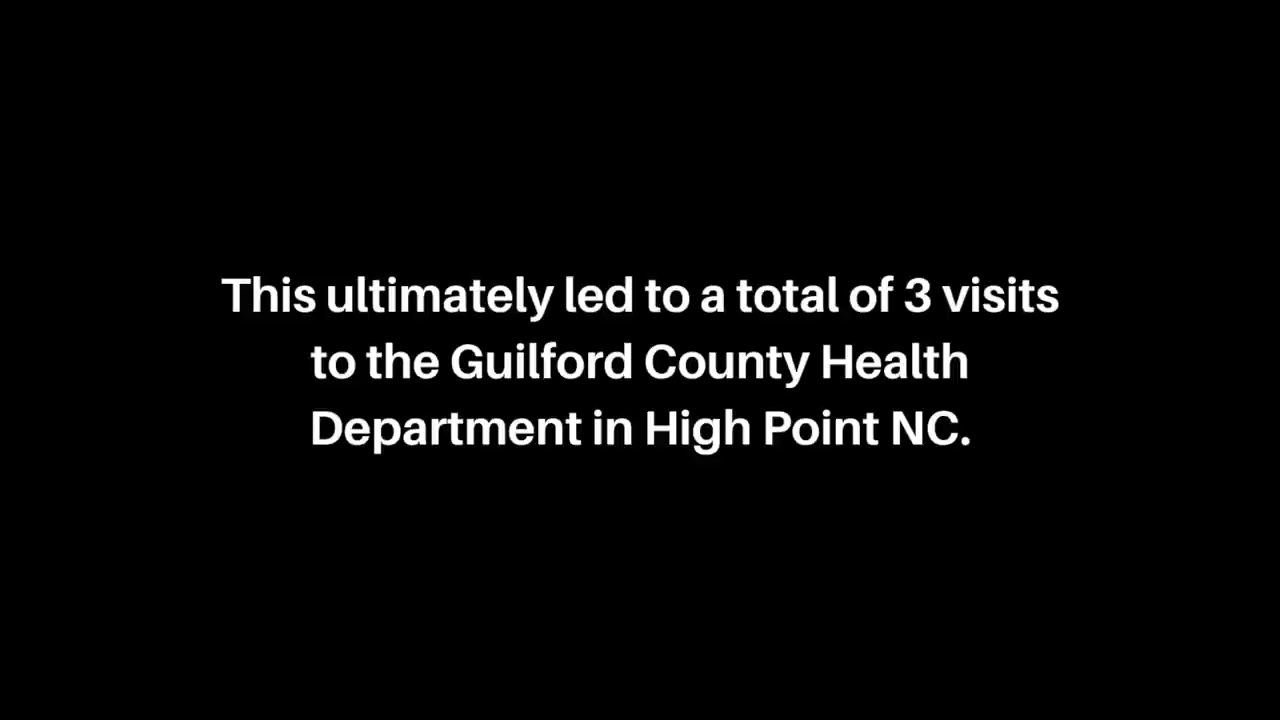 This ultimately led to a total of 3 visits
to the Guilford County Health
Department in High Point NC.